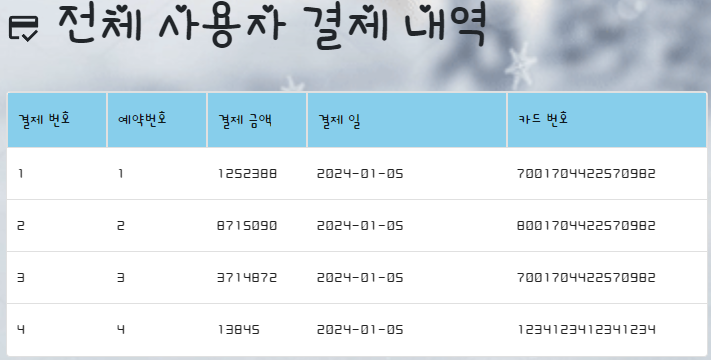 전체 사용자 결제 내역
결제 번호 예약번호 결제 금액 결제 일 카드 번호
1 1 1252388 2024-01-05 7001704422570982
2 2 8715090 2024-01-05 8001704422570982
3 3 3714872 2024-01-05 7001704422570982
4 4 13845 2024-01-05 1234123412341234